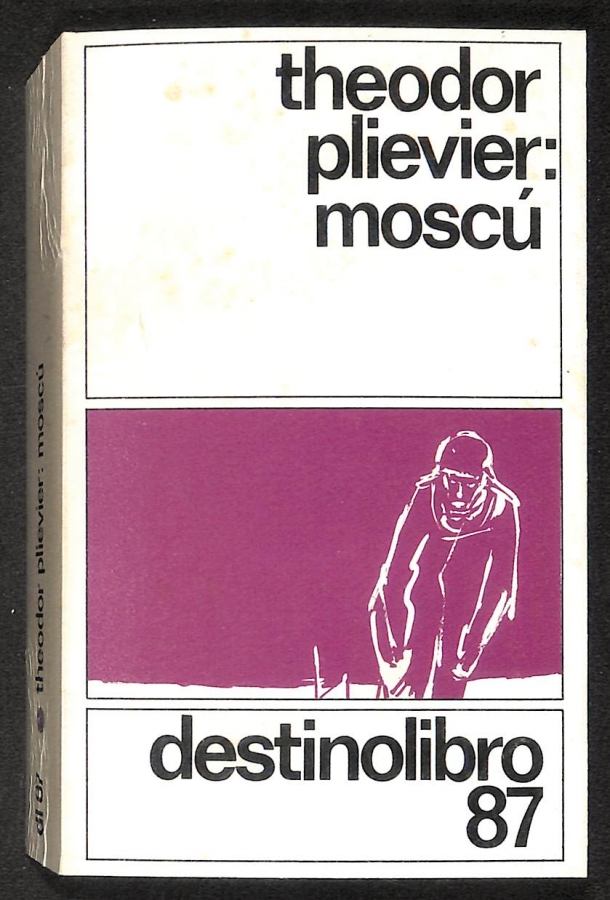 theodor
plievier:
moscú
destinolibro
87
theodor plievier: moscú
dl 87